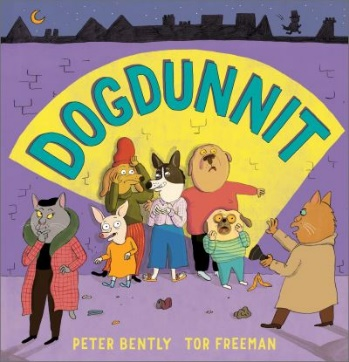 DOGDUNNIT
PETER BENTLY TOR FREEMAN